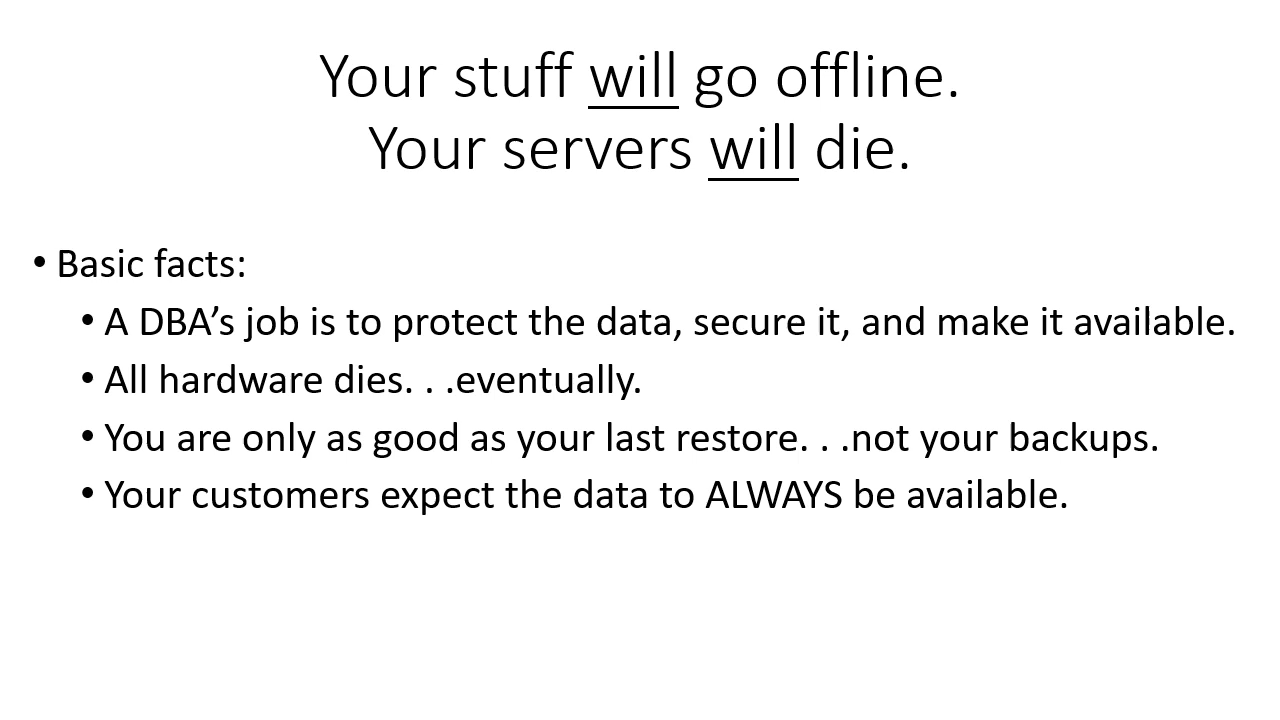 Your stuff will go offline.
Your servers will die.
• Basic facts:
• A DBA’s job is to protect the data, secure it, and make it available.
• All hardware dies. . .eventually.
• You are only as good as your last restore. . .not your backups.
• Your customers expect the data to ALWAYS be available.